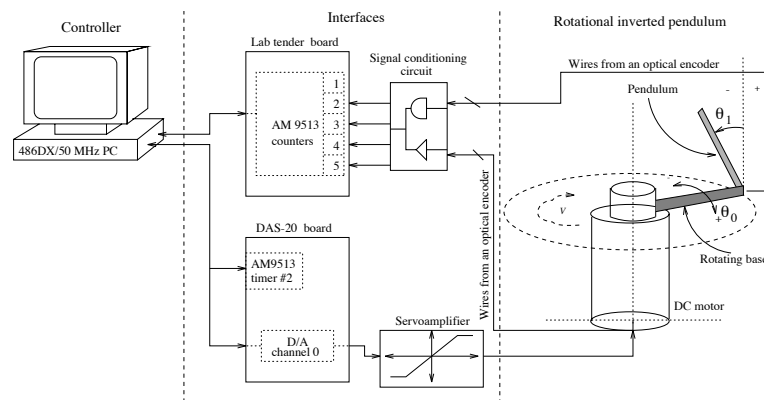 Controller
Interfaces
Rotational inverted pendulum
Lab tender board
Signal conditioning
circuit
Wires from an optical encoder
Pendulum
- +
θ1
1
2
3
4
5
AM 9513
counters
486DX/50 MHz PC
V
+θ0
Rotating base
Wires from an optical encoder
DAS-20 board
AM9513
timer #2
D/A
channel 0
Servoamplifier
DC motor